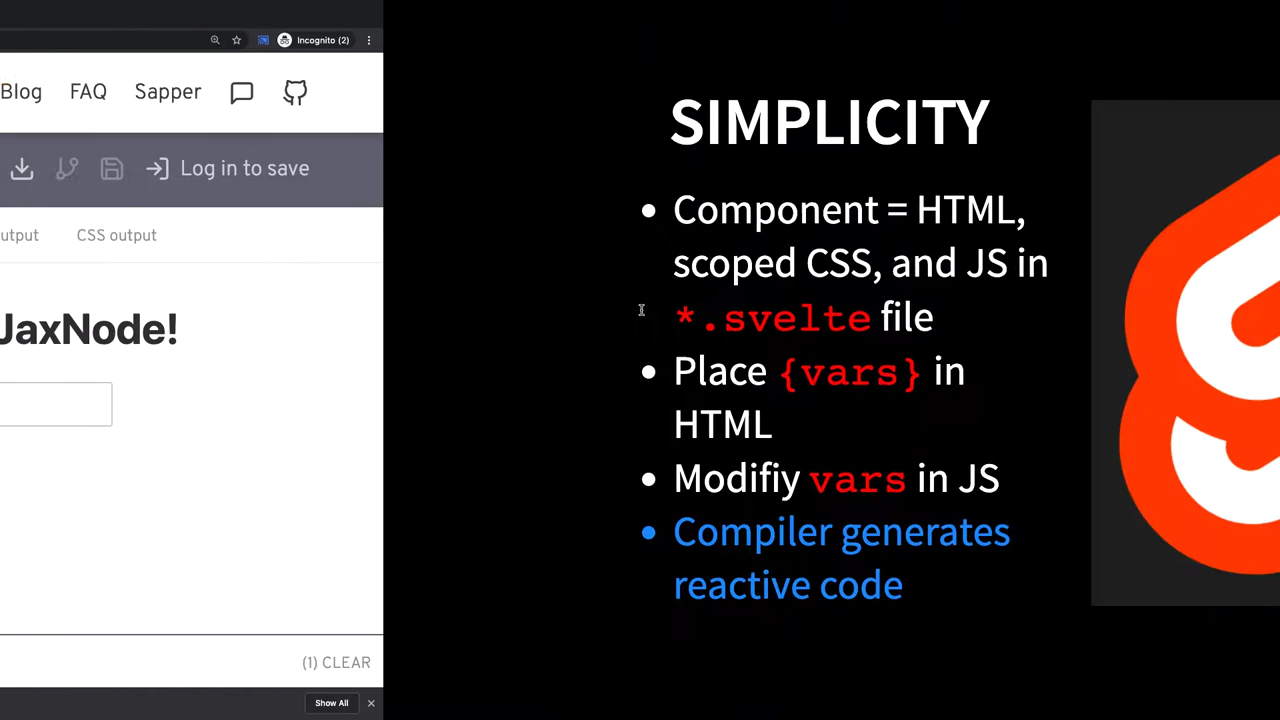 Incognito (2)
Blog FAQ Sapper
Log in to save
utput CSS output
JaxNode!
(1) CLEAR
Show All
SIMPLICITY
Component = HTML,
scoped CSS, and JS in
*.svelte file
Place {vars} in
HTML
Modifiy vars in JS
Compiler generates
reactive code